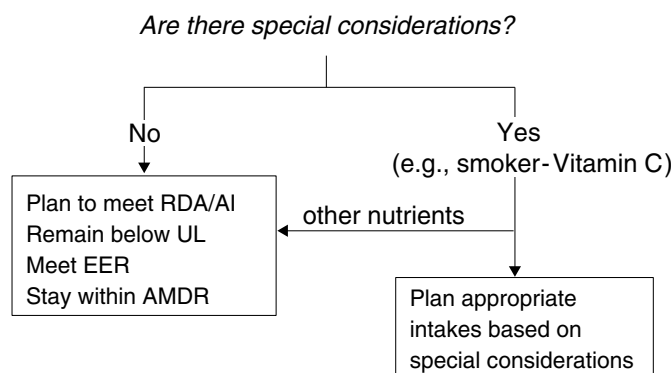 Are there special considerations?
No
Yes
(e.g., smoker-Vitamin C)
Plan to meet RDA/AI
Remain below UL
Meet EER
Stay within AMDR
other nutrients
Plan appropriate
intakes based on
special considerations